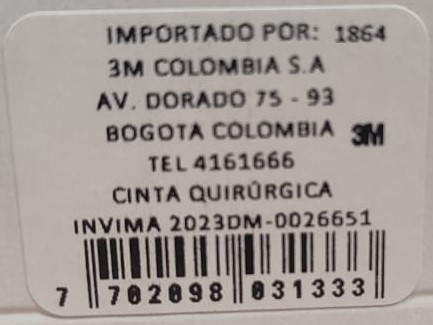 IMPORTADO POR: 1864
3M COLOMBIA S.A
AV. DORADO 75 - 93
BOGOTA COLOMBIA 3M
TEL 4161666
CINTA QUIRÚRGICA
INVIMA 2023DM-0026651
7 702098 031333